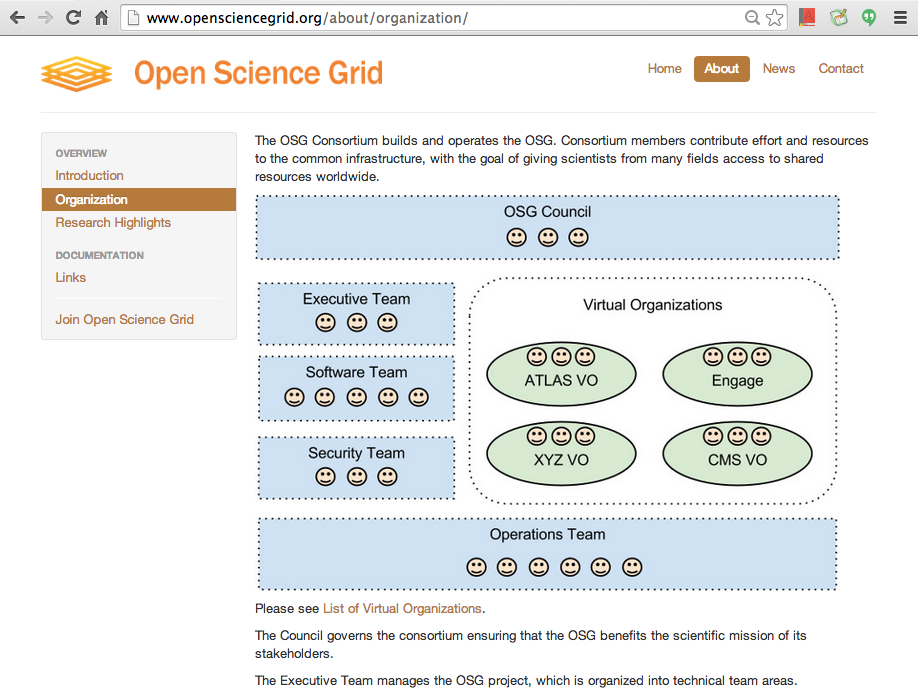 www.opensciencegrid.org/about/organization/
Open Science Grid
Home About News Contact
OVERVIEW
Introduction
Organization
Research Highlights
DOCUMENTATION
Links
Join Open Science Grid
The OSG Consortium builds and operates the OSG. Consortium members contribute effort and resources
to the common infrastructure, with the goal of giving scientists from many fields access to shared
resources worldwide.
OSG Council
Executive Team
Software Team
Security Team
Virtual Organizations
ATLAS VO
Engage
XYZ VO
CMS VO
Operations Team
Please see List of Virtual Organizations.
The Council governs the consortium ensuring that the OSG benefits the scientific mission of its
stakeholders.
The Executive Team manages the OSG project, which is organized into technical team areas.